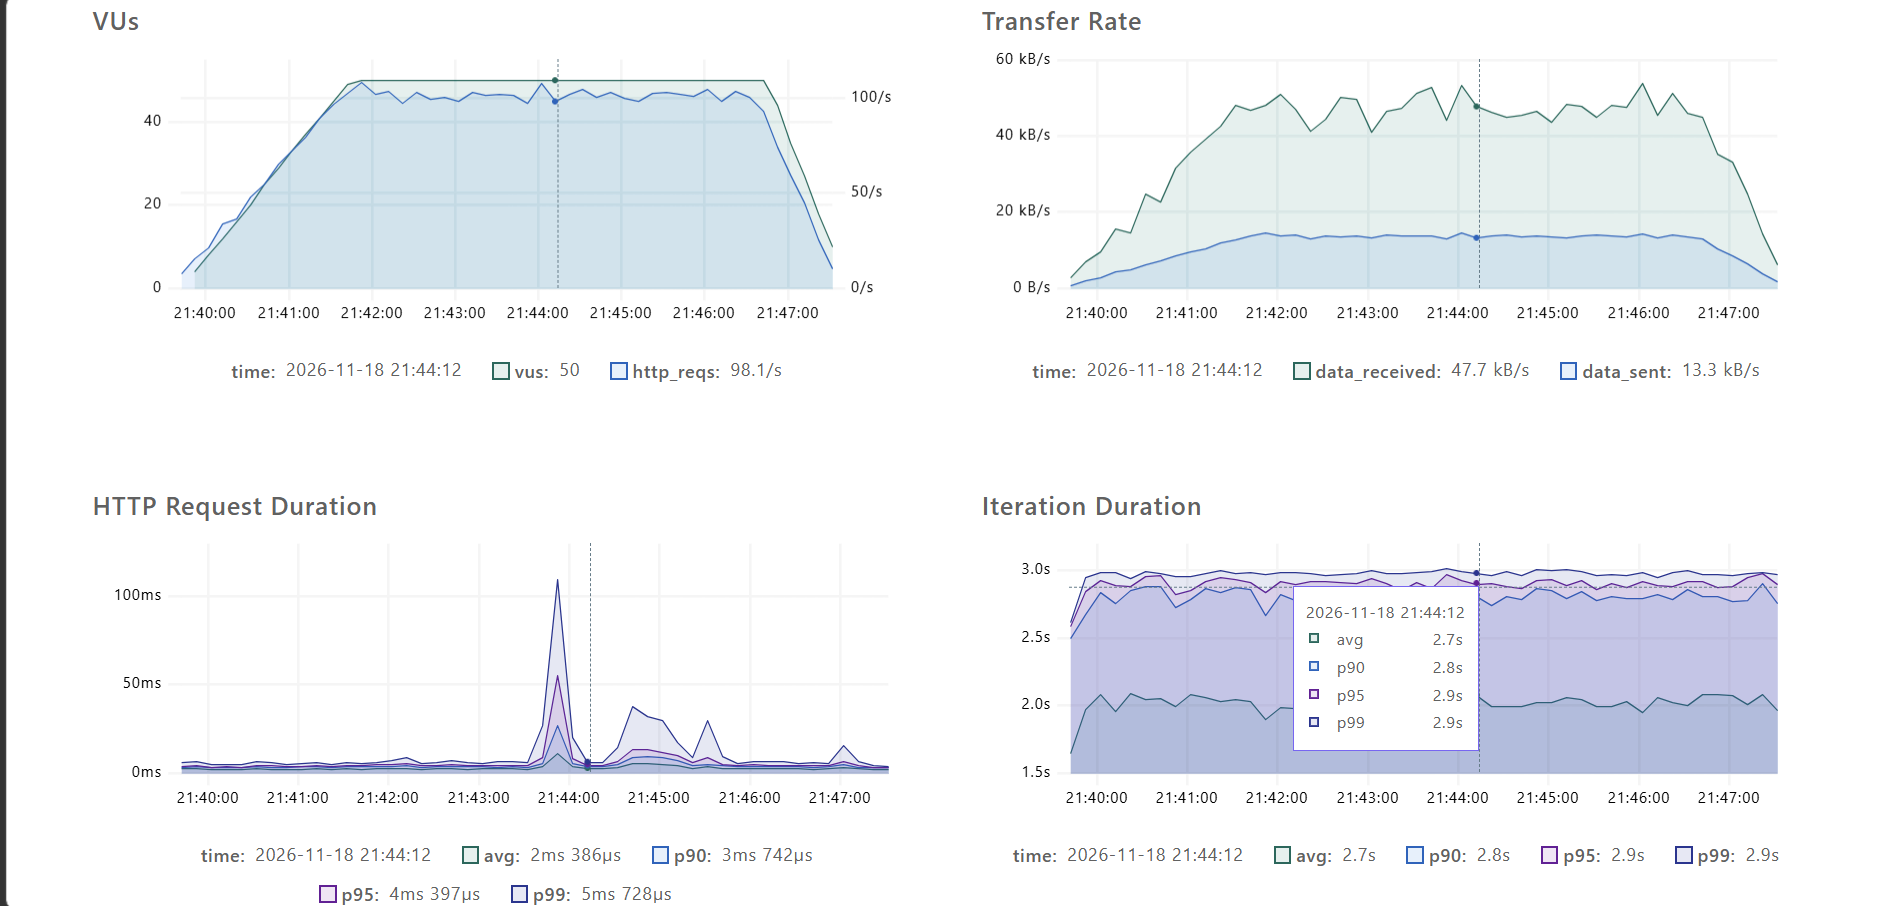 VUs
40
20
0
100/s
50/s
0/s
21:40:00 21:41:00 21:42:00 21:43:00 21:44:00 21:45:00 21:46:00 21:47:00
time: 2026-11-18 21:44:12 vus: 50 http_reqs: 98.1/s
Transfer Rate
60 kB/s
40 kB/s
20 kB/s
0 B/s
21:40:00 21:41:00 21:42:00 21:43:00 21:44:00 21:45:00 21:46:00 21:47:00
time: 2026-11-18 21:44:12 data_received: 47.7 kB/s data_sent: 13.3 kB/s
HTTP Request Duration
100ms
50ms
0ms
21:40:00 21:41:00 21:42:00 21:43:00 21:44:00 21:45:00 21:46:00 21:47:00
time: 2026-11-18 21:44:12 avg: 2ms 386μs p90: 3ms 742μs
p95: 4ms 397μs p99: 5ms 728μs
Iteration Duration
3.0s
2.5s
2.0s
1.5s
2026-11-18 21:44:12
avg 2.7s
p90 2.8s
p95 2.9s
p99 2.9s
21:40:00 21:41:00 21:42:00 21:43:00 21:44:00 21:45:00 21:46:00 21:47:00
time: 2026-11-18 21:44:12 avg: 2.7s p90: 2.8s p95: 2.9s p99: 2.9s